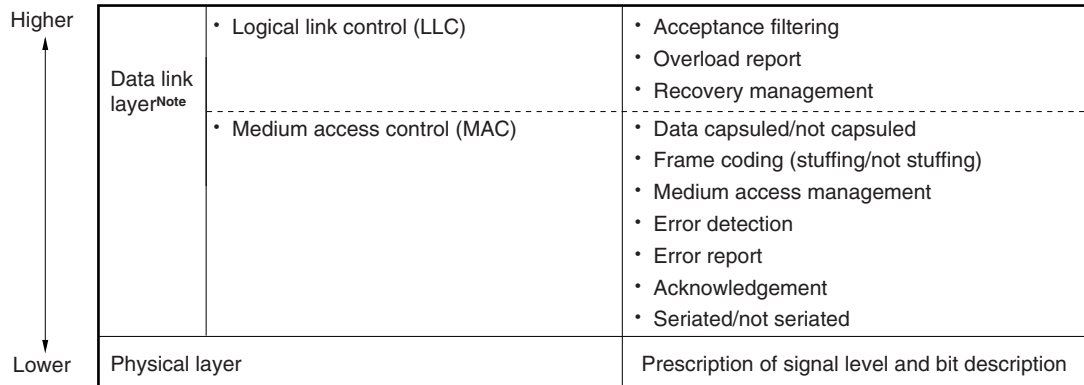 Higher
Data link
layerNote
• Logical link control (LLC)
• Acceptance filtering
• Overload report
• Recovery management
• Medium access control (MAC)
• Data capsuled/not capsuled
• Frame coding (stuffing/not stuffing)
• Medium access management
• Error detection
• Error report
• Acknowledgement
• Seriated/not seriated
Lower
Physical layer
Prescription of signal level and bit description